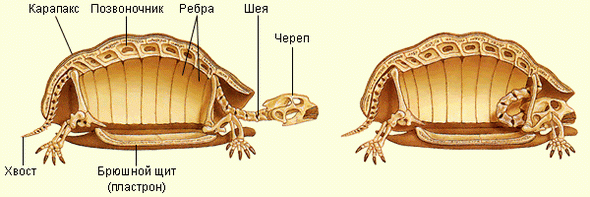 Карапакс Позвоночник Ребра Шея
Череп
Хвост
Брюшной щит
(пластрон)